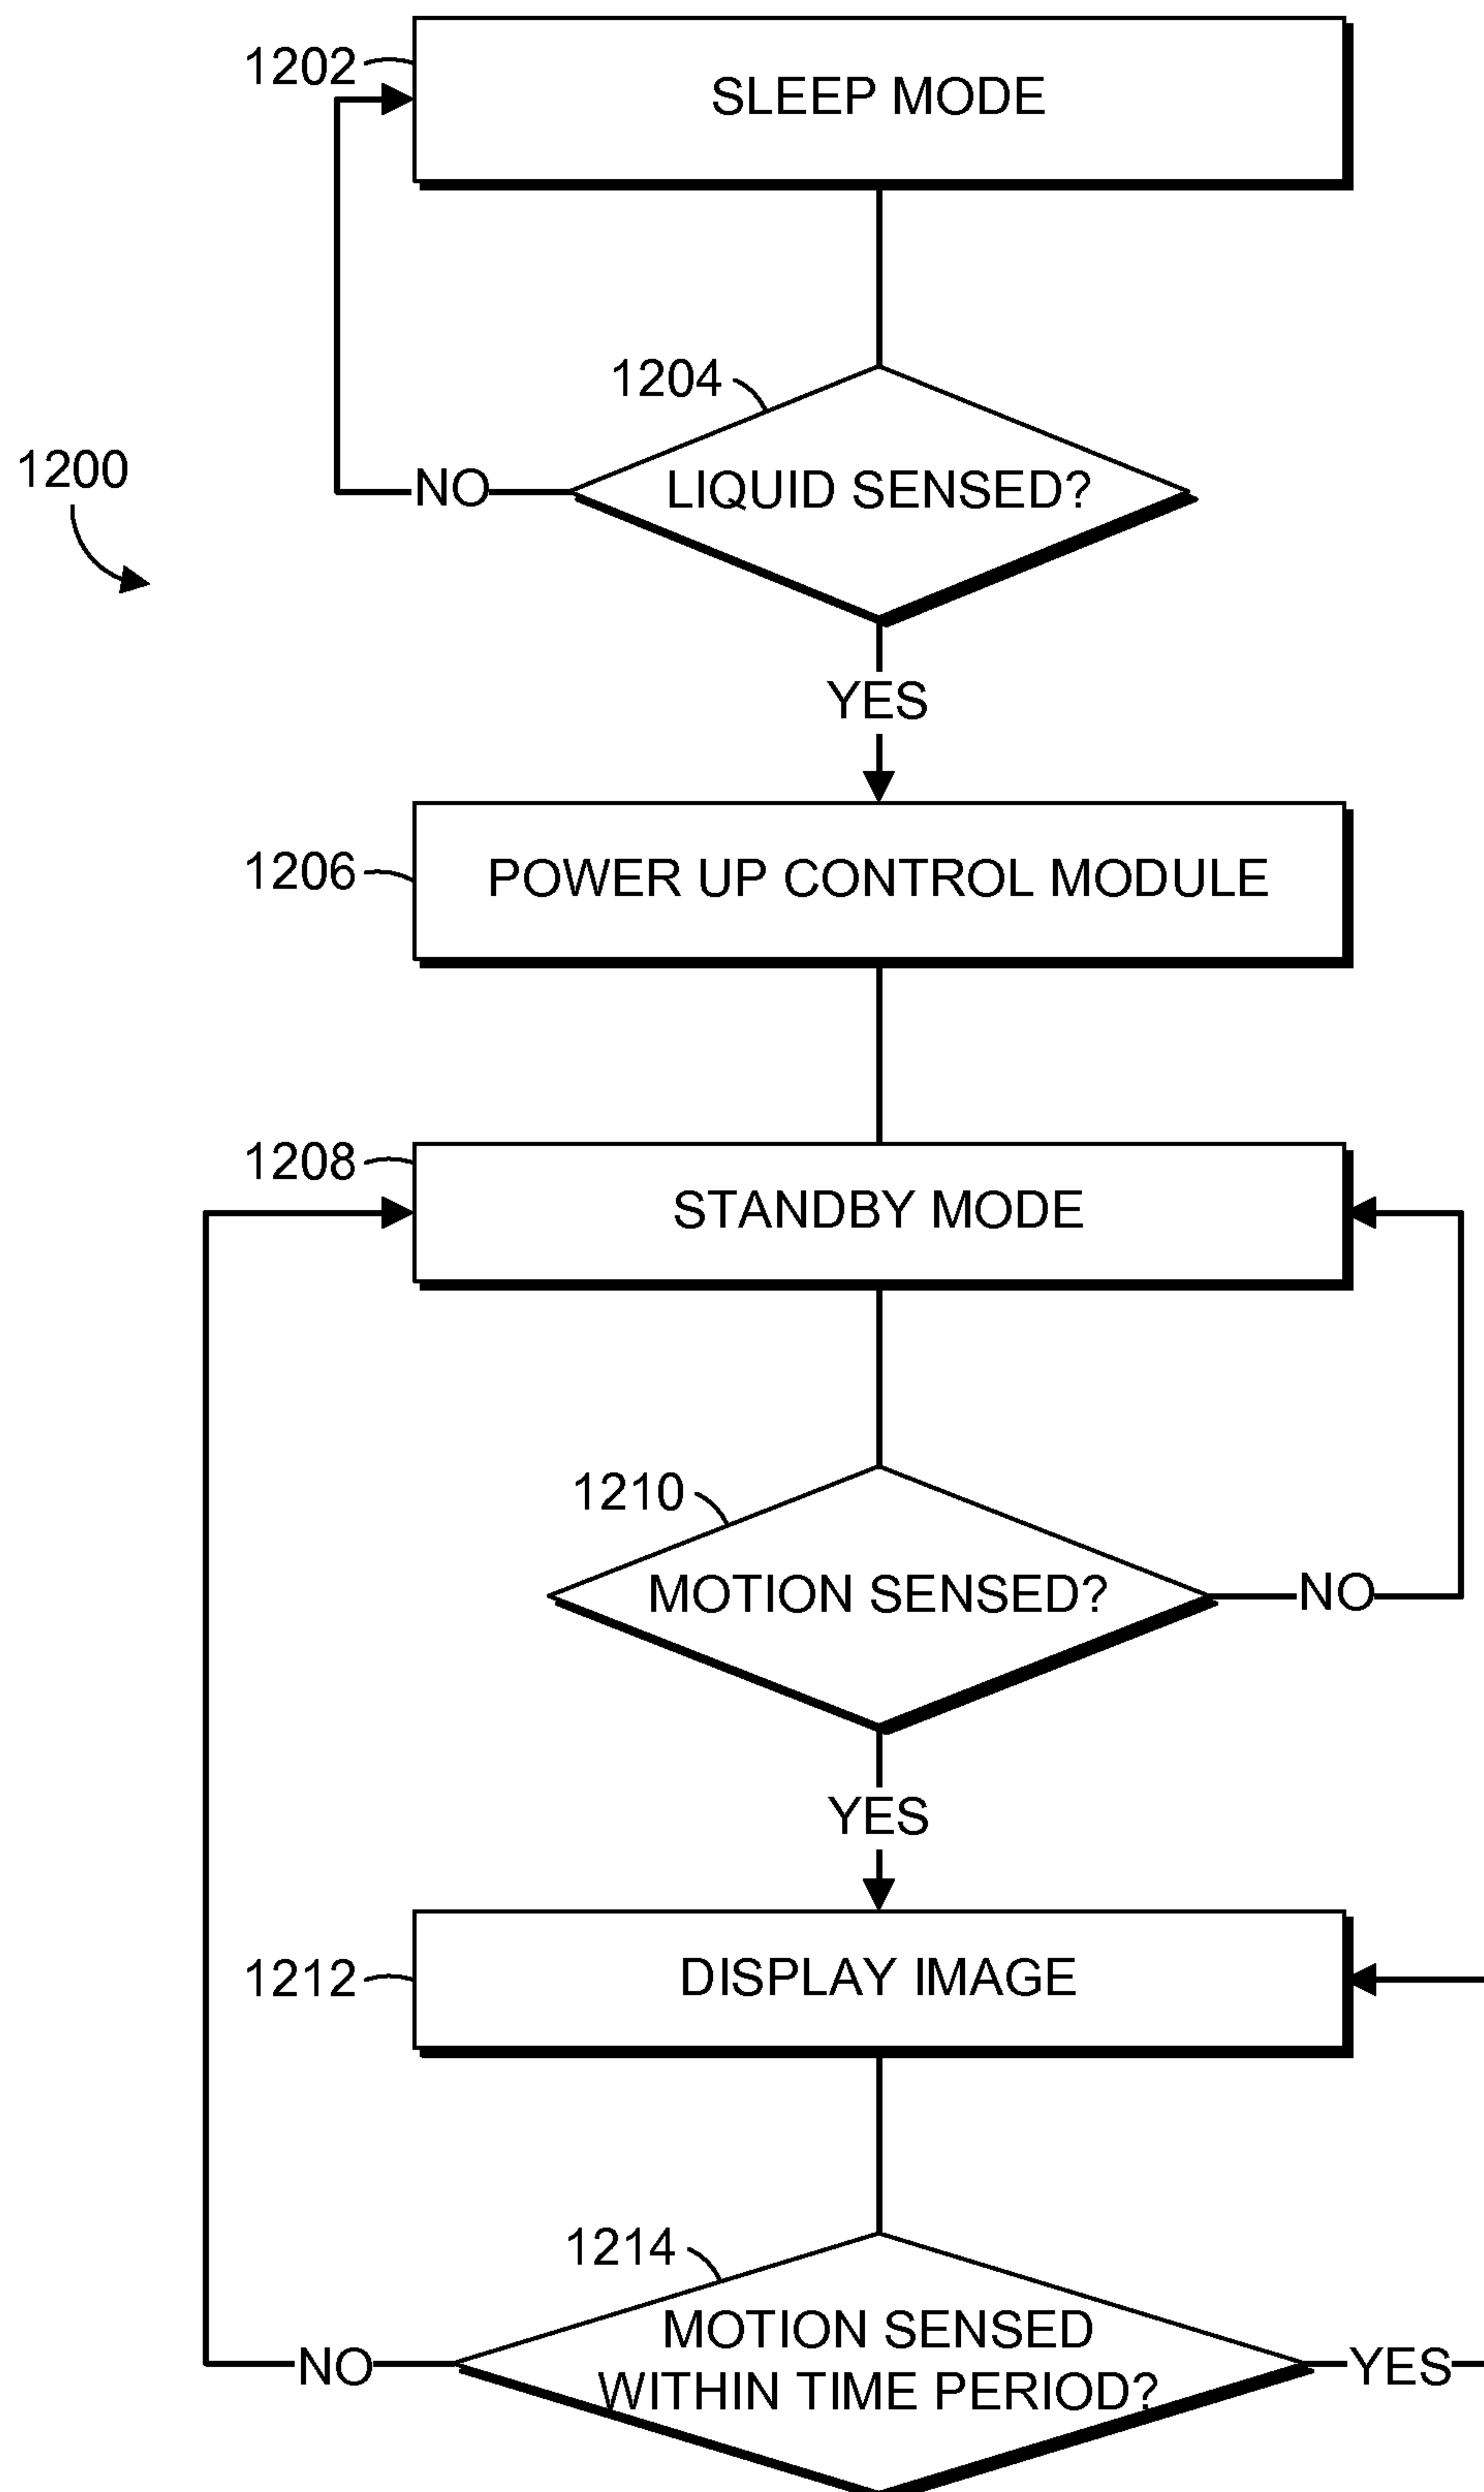 1202
SLEEP MODE
1204
1200
NO
LIQUID SENSED?
YES
1206
POWER UP CONTROL MODULE
1208
STANDBY MODE
1210
MOTION SENSED?
NO
YES
1212
DISPLAY IMAGE
1214
MOTION SENSED
WITHIN TIME PERIOD?
NO
YES